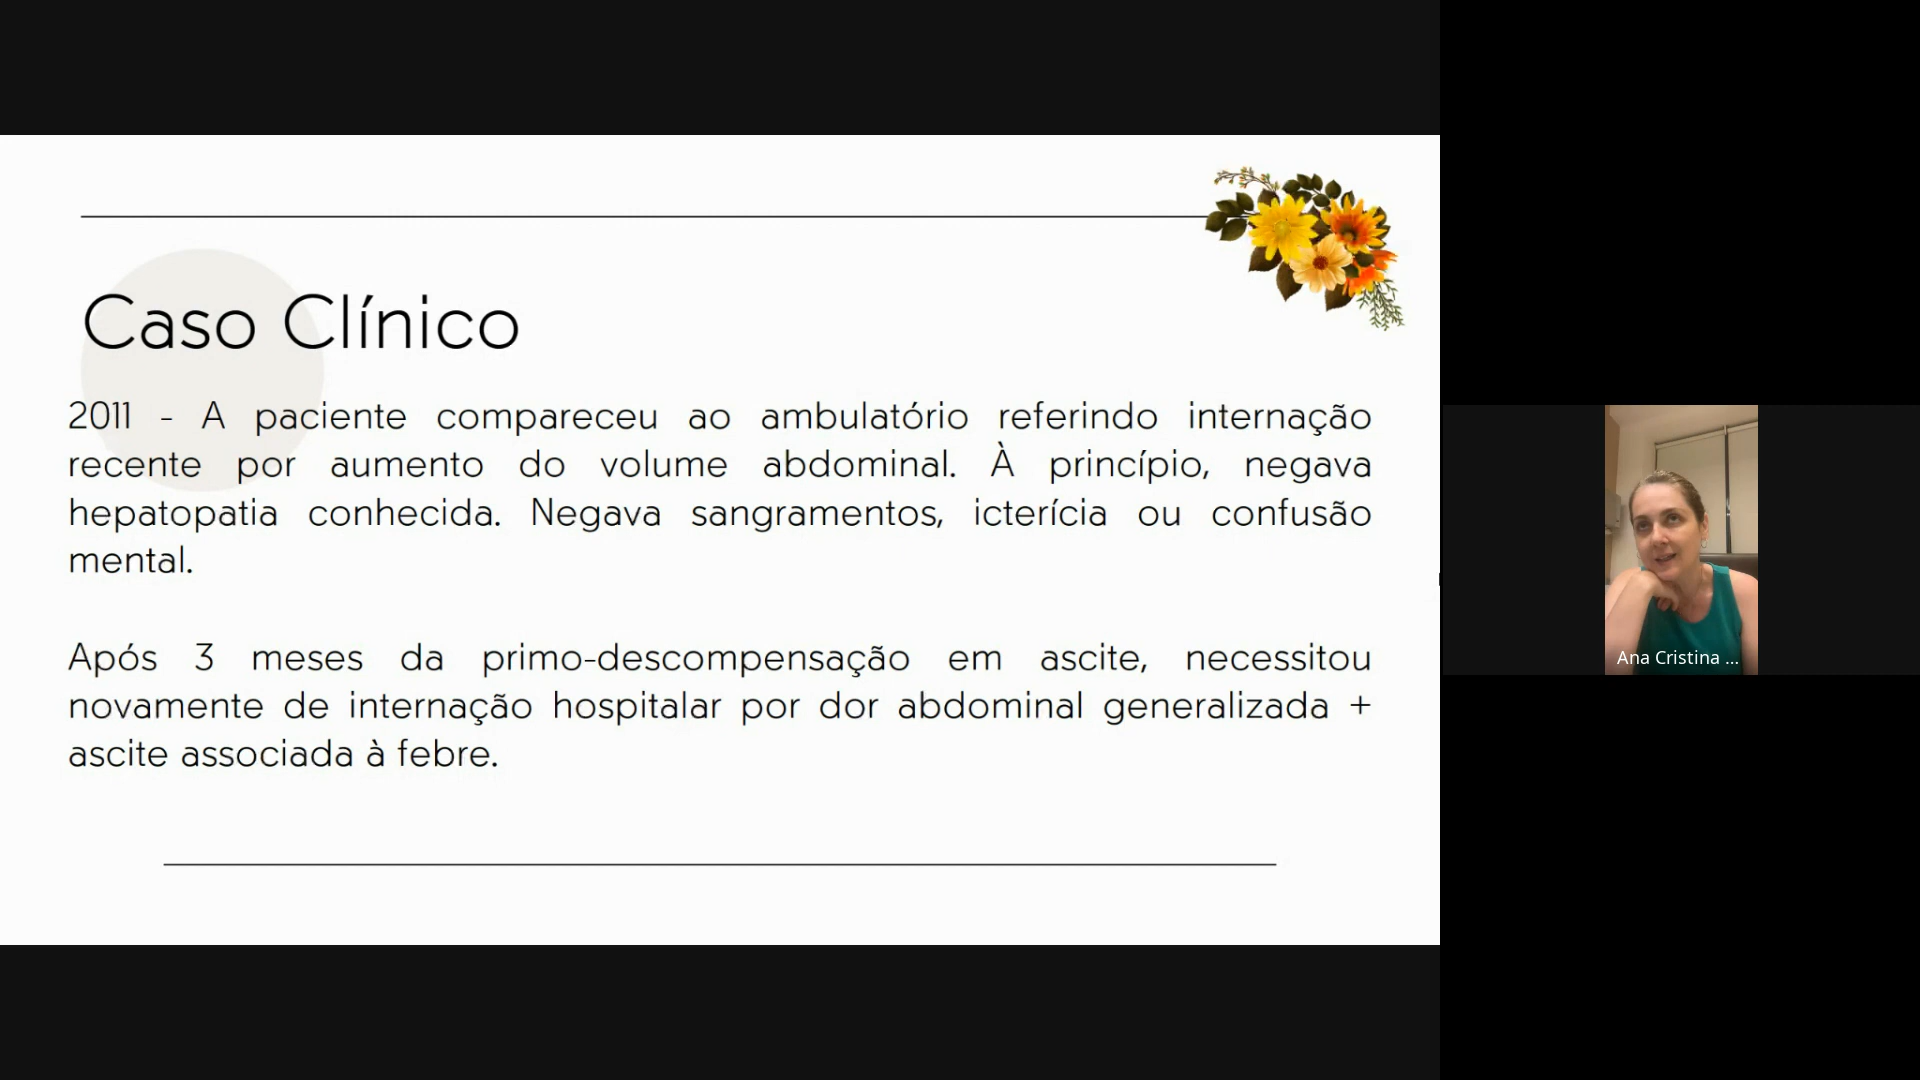 Caso Clínico
2011 - A paciente compareceu ao ambulatório referindo internação
recente por aumento do volume abdominal. À princípio, negava
hepatopatia conhecida. Negava sangramentos, icterícia ou confusão
mental.
Após 3 meses da primo-descompensação em ascite, necessitou
novamente de internação hospitalar por dor abdominal generalizada +
ascite associada à febre.
Ana Cristina ...